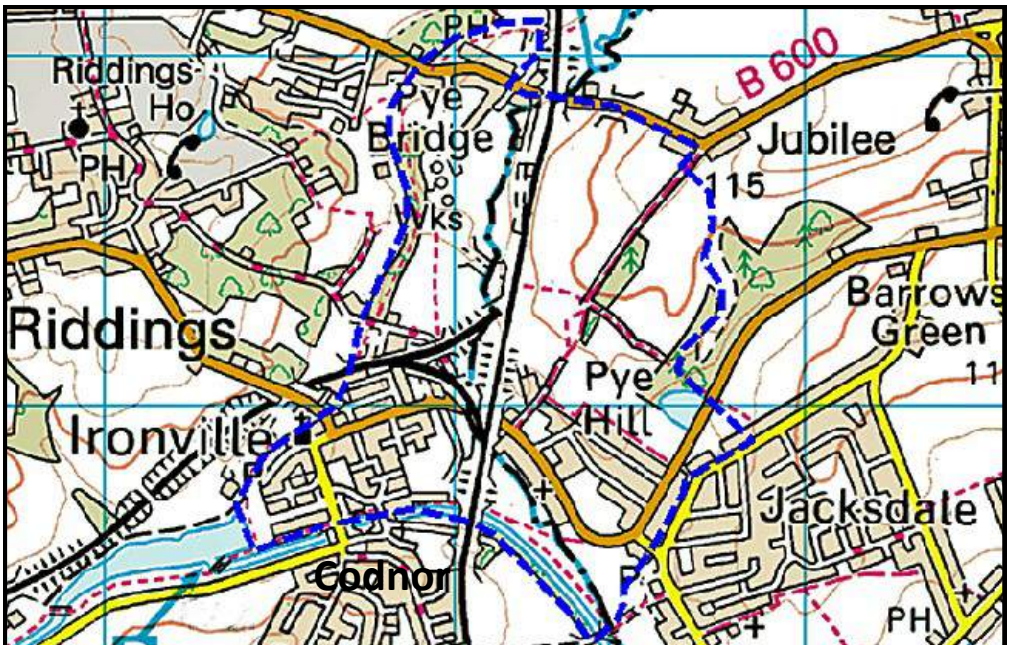 PH
B 600
Riddings
Ho
Pye
Bridge
Jubilee
PH
115
Wks
Barrows
Green
Riddings
Pye
Hill
11
Ironville
P
Jacksdale
Codnor
P
PH